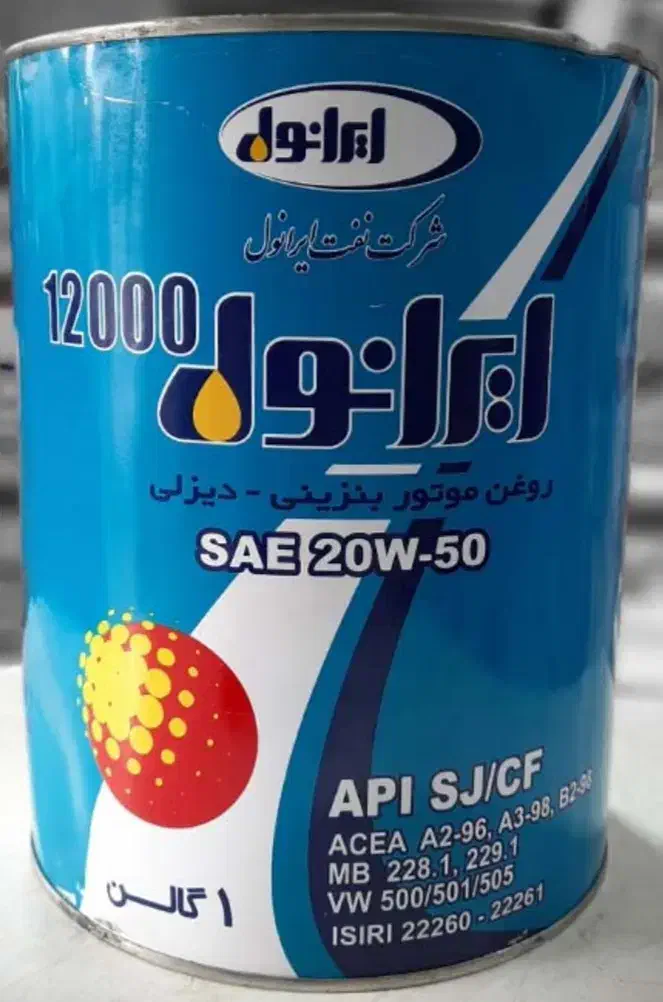 ایرانول
شرکت نفت ایرانول
12000
ایرانول
روغن موتور بنزینی - دیزلی
SAE 20W-50
API SJ/CF
ACEA A2-96, A3-98, B2-98
MB 228.1, 229.1
VW 500/501/505
ISIRI 22260 - 22261
۱ گالن